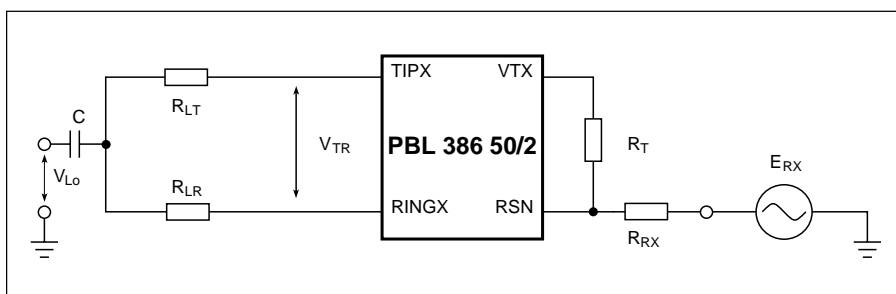 TIPX
VTX
C
R_LT
V_TR
PBL 386 50/2
R_T
E_RX
V_Lo
R_LR
RINGX
RSN
R_RX